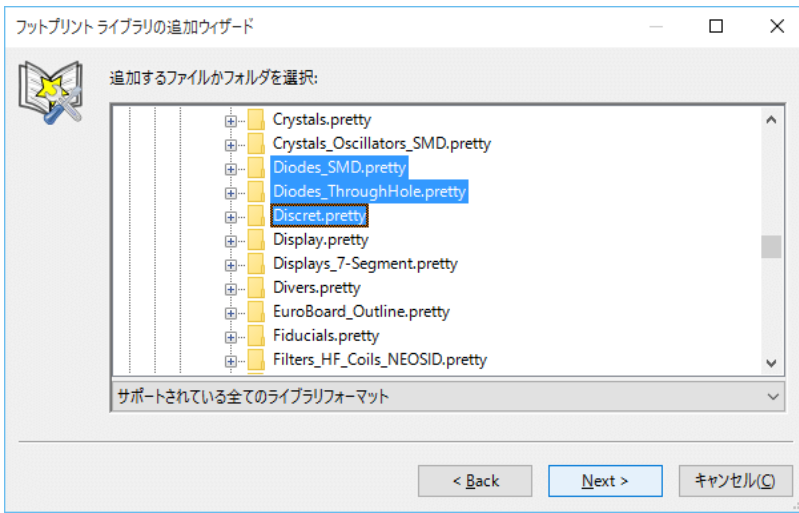 フットプリント ライブラリの追加ウィザード
追加するファイルかフォルダを選択:
Crystals.pretty
Crystals_Oscillators_SMD.pretty
Diodes_SMD.pretty
Diodes_ThroughHole.pretty
Discret.pretty
Display.pretty
Displays_7-Segment.pretty
Divers.pretty
EuroBoard_Outline.pretty
Fiducials.pretty
Filters_HF_Coils_NEOSID.pretty
サポートされている全てのライブラリフォーマット
< Back Next > キャンセル(C)